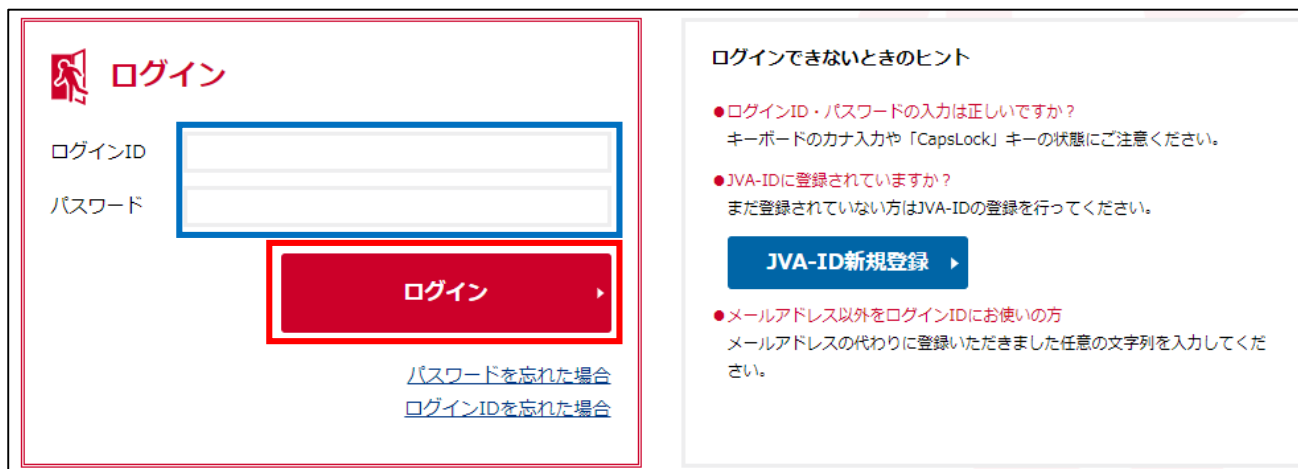 ログイン
ログインID
パスワード
ログイン
パスワードを忘れた場合
ログインIDを忘れた場合
ログインできないときのヒント
●ログインID・パスワードの入力は正しいですか？
キーボードのカナ入力や「CapsLock」キーの状態にご注意ください。
●JVA-IDに登録されていますか？
まだ登録されていない方はJVA-IDの登録を行ってください。
JVA-ID新規登録
●メールアドレス以外をログインIDにお使いの方
メールアドレスの代わりに登録いただきました任意の文字列を入力してくだ
さい。